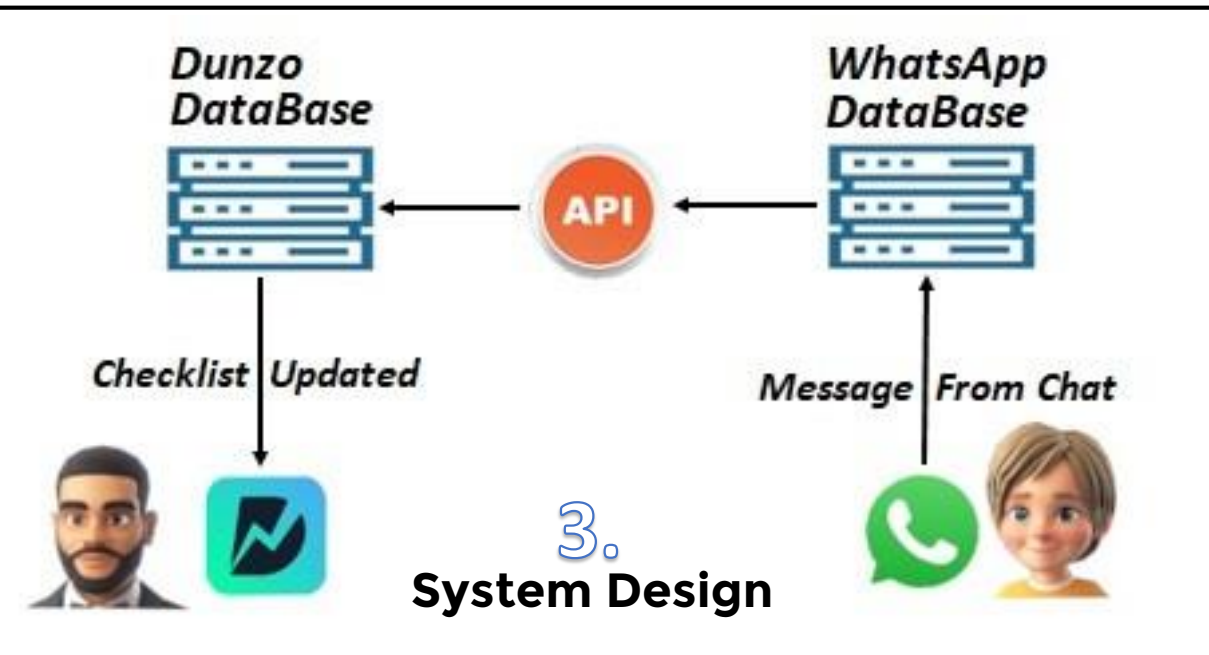 Dunzo
DataBase
WhatsApp
DataBase
API
Checklist Updated
Message From Chat
3.
System Design